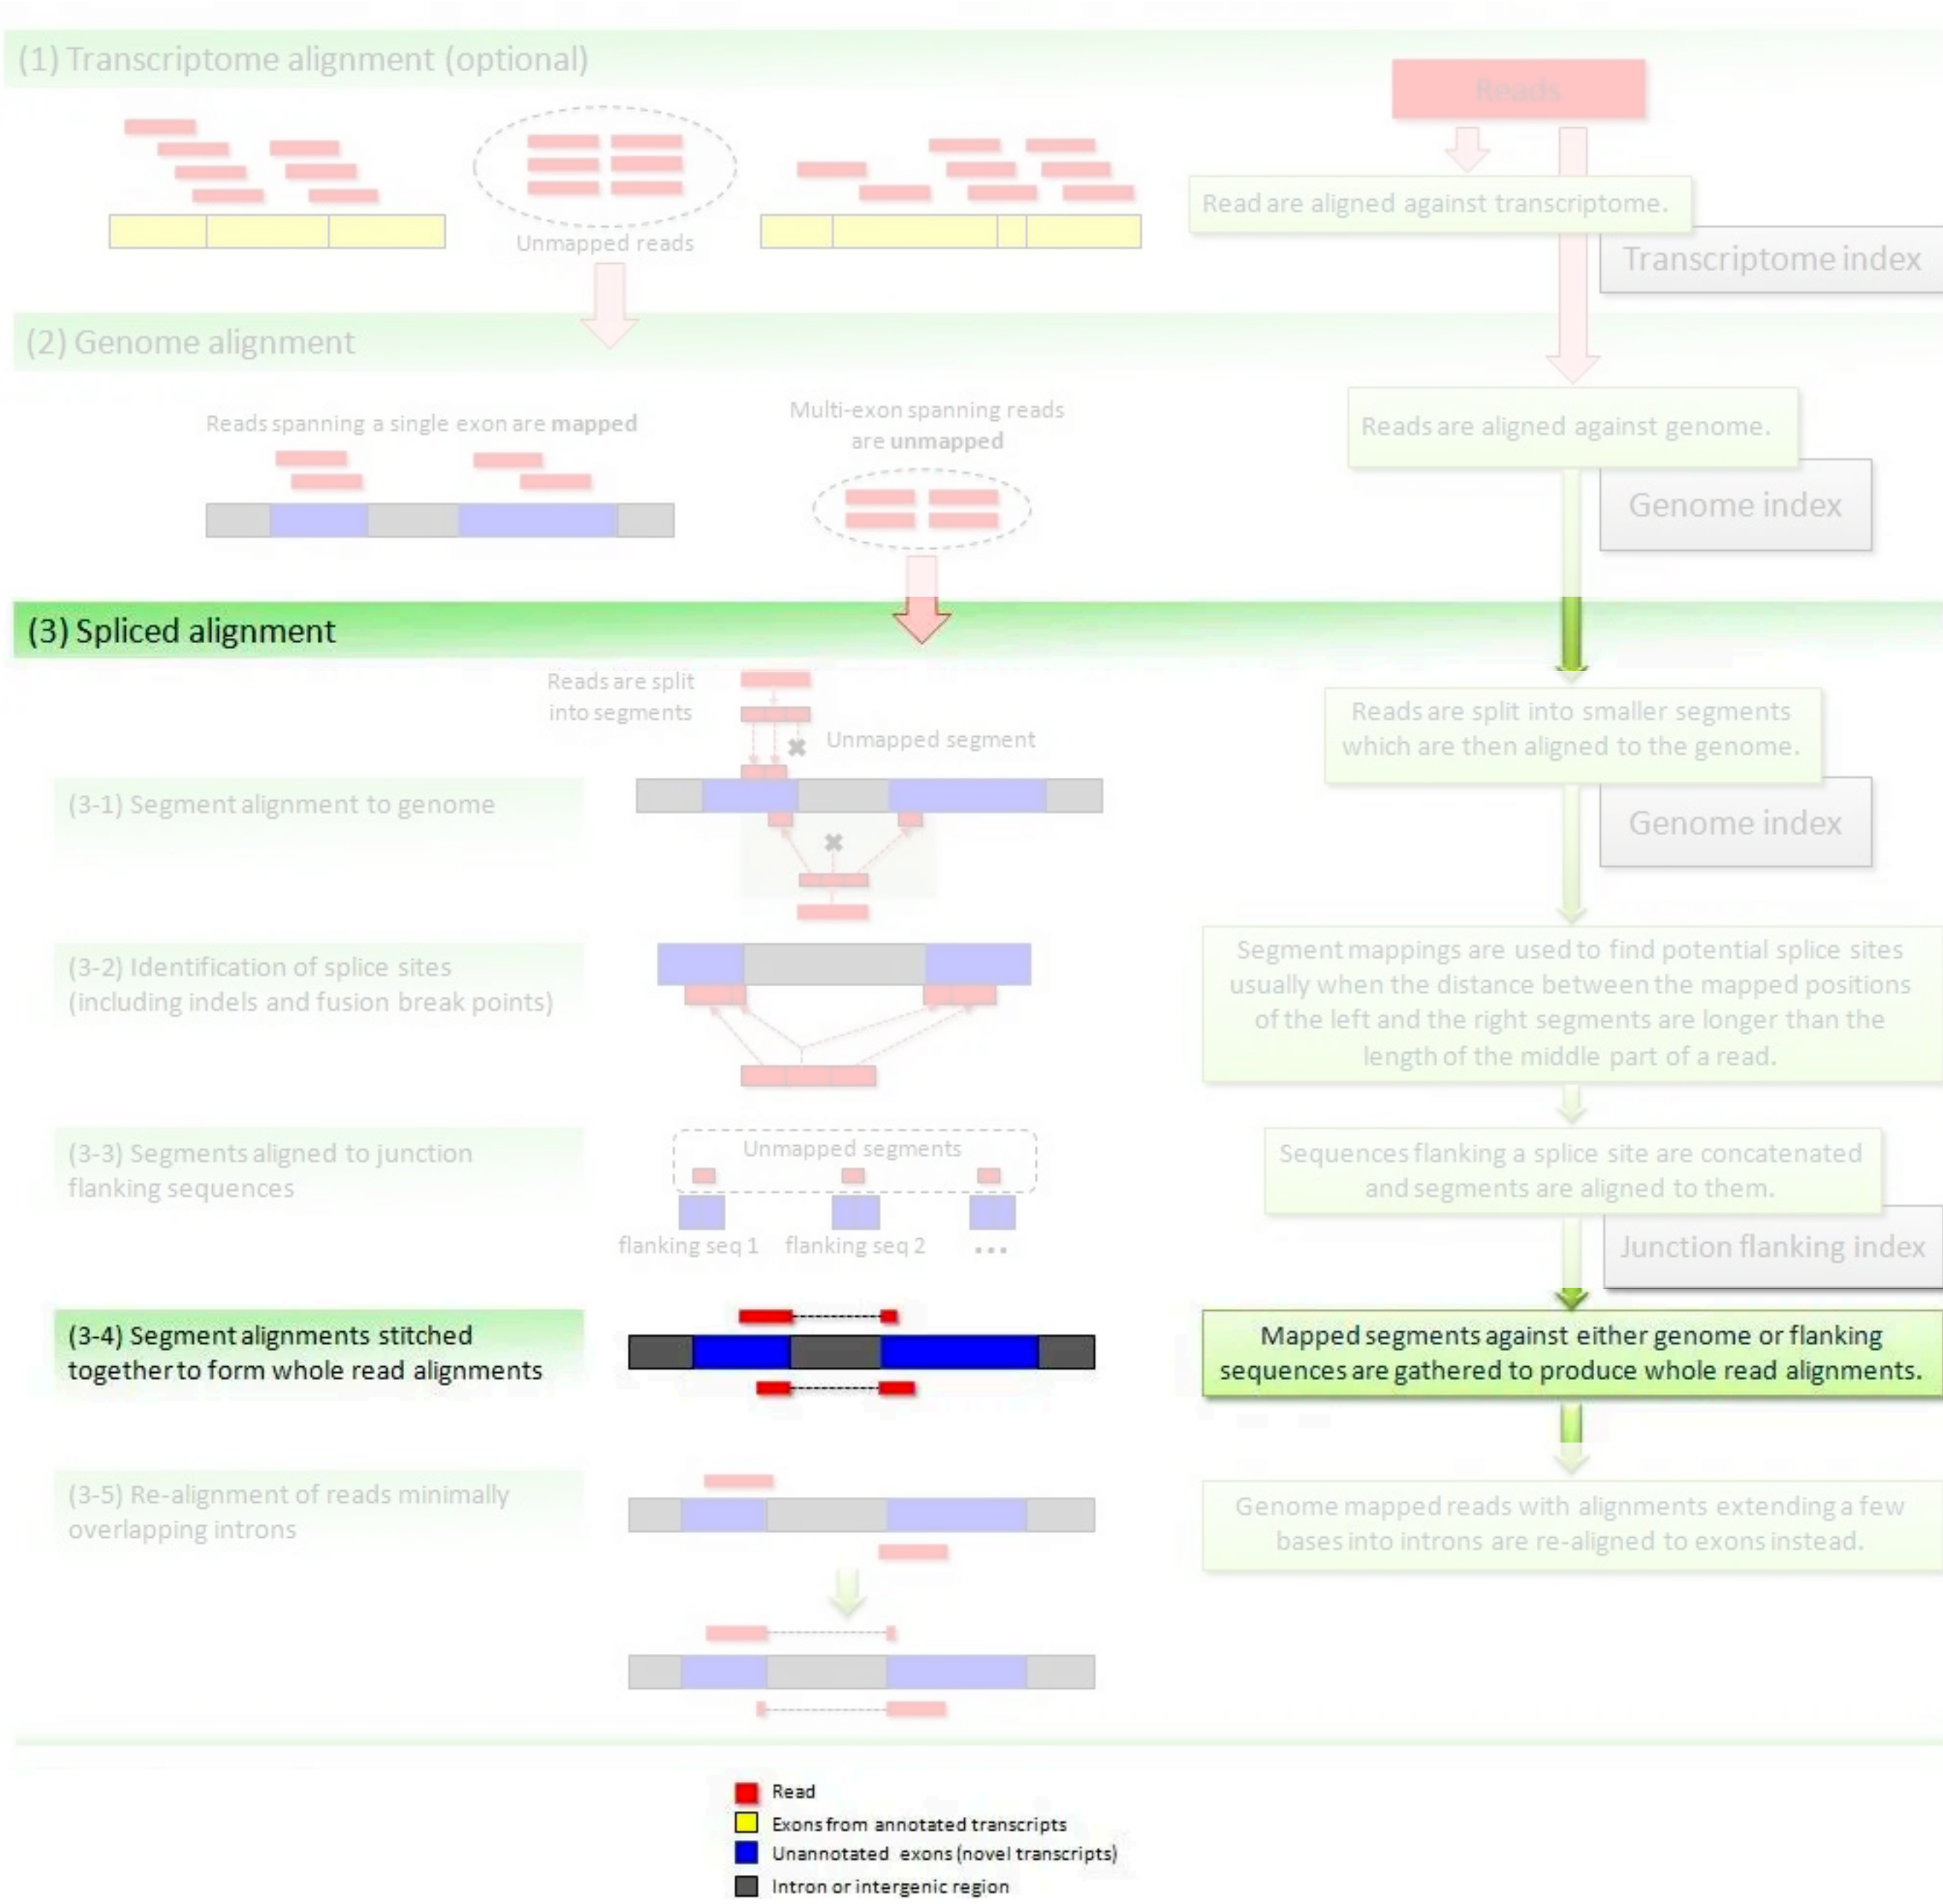 (1) Transcriptome alignment (optional)
Reads
Read are aligned against transcriptome.
Unmapped reads
Transcriptome index
(2) Genome alignment
Reads spanning a single exon are mapped
Multi-exon spanning reads
are unmapped
Reads are aligned against genome.
Genome index
(3) Spliced alignment
Reads are split
into segments
Unmapped segment
Reads are split into smaller segments
which are then aligned to the genome.
(3-1) Segment alignment to genome
Genome index
(3-2) Identification of splice sites
(including indels and fusion break points)
Segment mappings are used to find potential splice sites
usually when the distance between the mapped positions
of the left and the right segments are longer than the
length of the middle part of a read.
(3-3) Segments aligned to junction
flanking sequences
Unmapped segments
flanking seq 1
flanking seq 2
...
Sequences flanking a splice site are concatenated
and segments are aligned to them.
Junction flanking index
(3-4) Segment alignments stitched
together to form whole read alignments
Mapped segments against either genome or flanking
sequences are gathered to produce whole read alignments.
(3-5) Re-alignment of reads minimally
overlapping introns
Genome mapped reads with alignments extending a few
bases into introns are re-aligned to exons instead.
Read
Exons from annotated transcripts
Unannotated exons (novel transcripts)
Intron or intergenic region